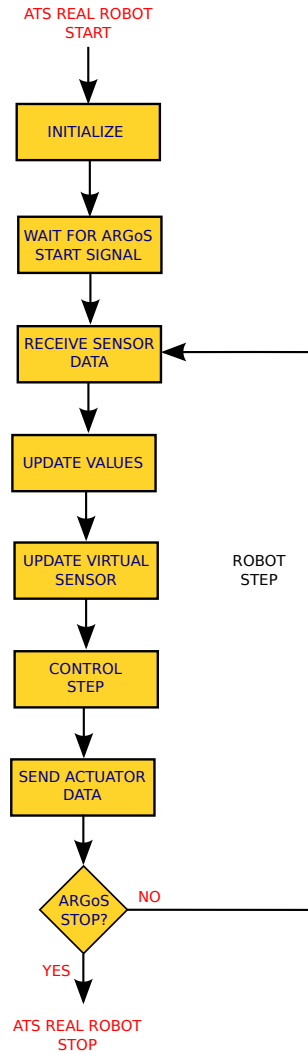 ATS REAL ROBOT
START
INITIALIZE
WAIT FOR ARGoS
START SIGNAL
RECEIVE SENSOR
DATA
UPDATE VALUES
UPDATE VIRTUAL
SENSOR
ROBOT
STEP
CONTROL
STEP
SEND ACTUATOR
DATA
ARGoS
STOP?
NO
YES
ATS REAL ROBOT
STOP